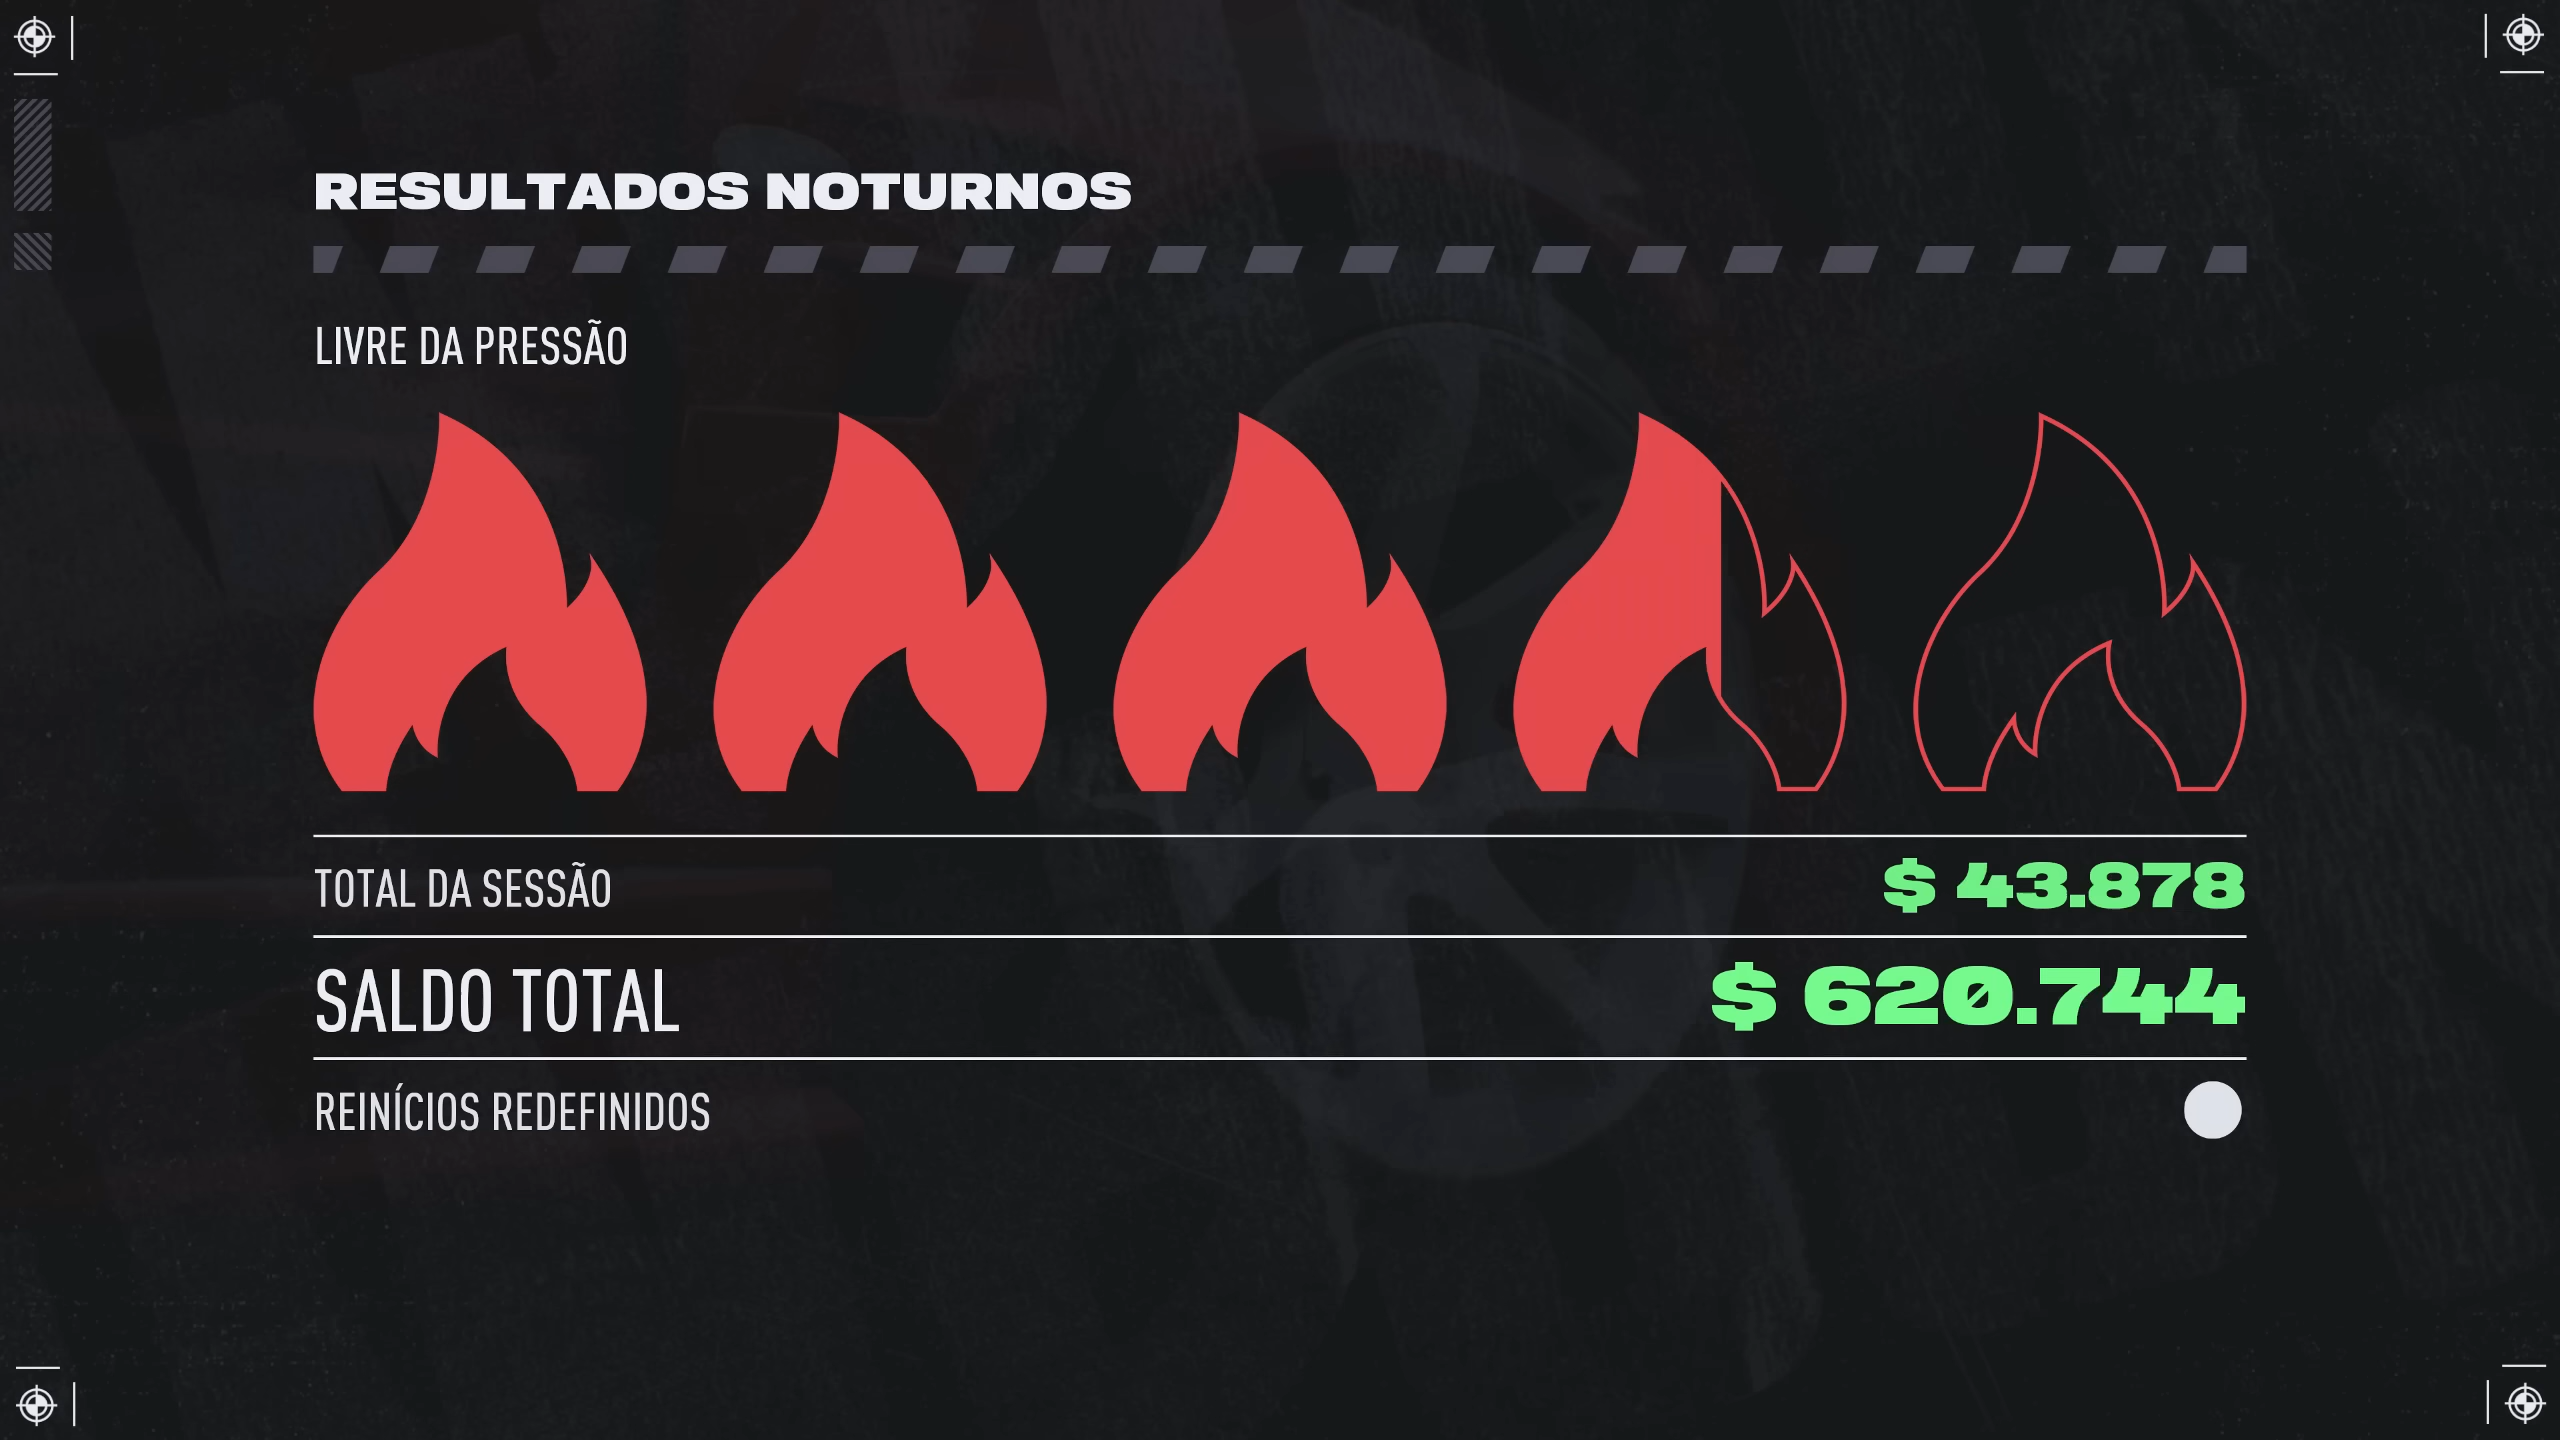 RESULTADOS NOTURNOS
LIVRE DA PRESSÃO
TOTAL DA SESSÃO $ 43.878
SALDO TOTAL $ 620.744
REINÍCIOS REDEFINIDOS